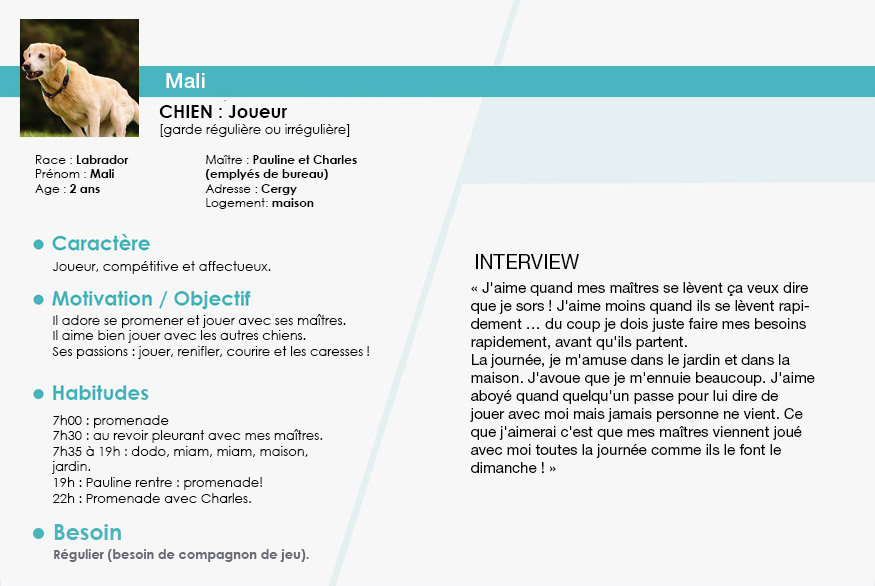 Mali
CHIEN : Joueur
[garde régulière ou irrégulière]
Race : Labrador
Prénom : Mali
Age : 2 ans
Maître : Pauline et Charles
(emplyés de bureau)
Adresse : Cergy
Logement: maison
Caractère
Joueur, compétitive et affectueux.
Motivation / Objectif
Il adore se promener et jouer avec ses maîtres.
Il aime bien jouer avec les autres chiens.
Ses passions : jouer, renifler, courire et les caresses !
Habitudes
7h00 : promenade
7h30 : au revoir pleurant avec mes maîtres.
7h35 à 19h : dodo, miam, miam, maison,
jardin.
19h : Pauline rentre : promenade!
22h : Promenade avec Charles.
Besoin
Régulier (besoin de compagnon de jeu).
INTERVIEW
« J'aime quand mes maîtres se lèvent ça veux dire
que je sors ! J'aime moins quand ils se lèvent rapi-
dement … du coup je dois juste faire mes besoins
rapidement, avant qu'ils partent.
La journée, je m'amuse dans le jardin et dans la
maison. J'avoue que je m'ennuie beaucoup. J'aime
aboyé quand quelqu'un passe pour lui dire de
jouer avec moi mais jamais personne ne vient. Ce
que j'aimerai c'est que mes maîtres viennent joué
avec moi toutes la journée comme ils le font le
dimanche ! »